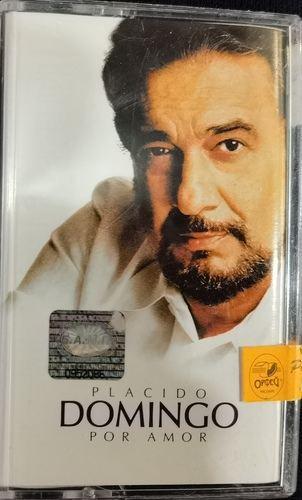 S.A.M.I.
PLACIDO
DOMINGO
POR AMOR